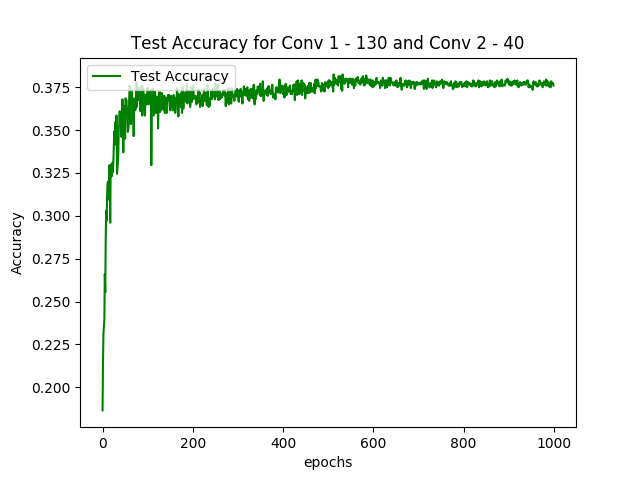 Test Accuracy for Conv 1 - 130 and Conv 2 - 40
Test Accuracy
0.375
0.350
0.325
0.300
0.275
0.250
0.225
0.200
Accuracy
0 200 400 600 800 1000
epochs